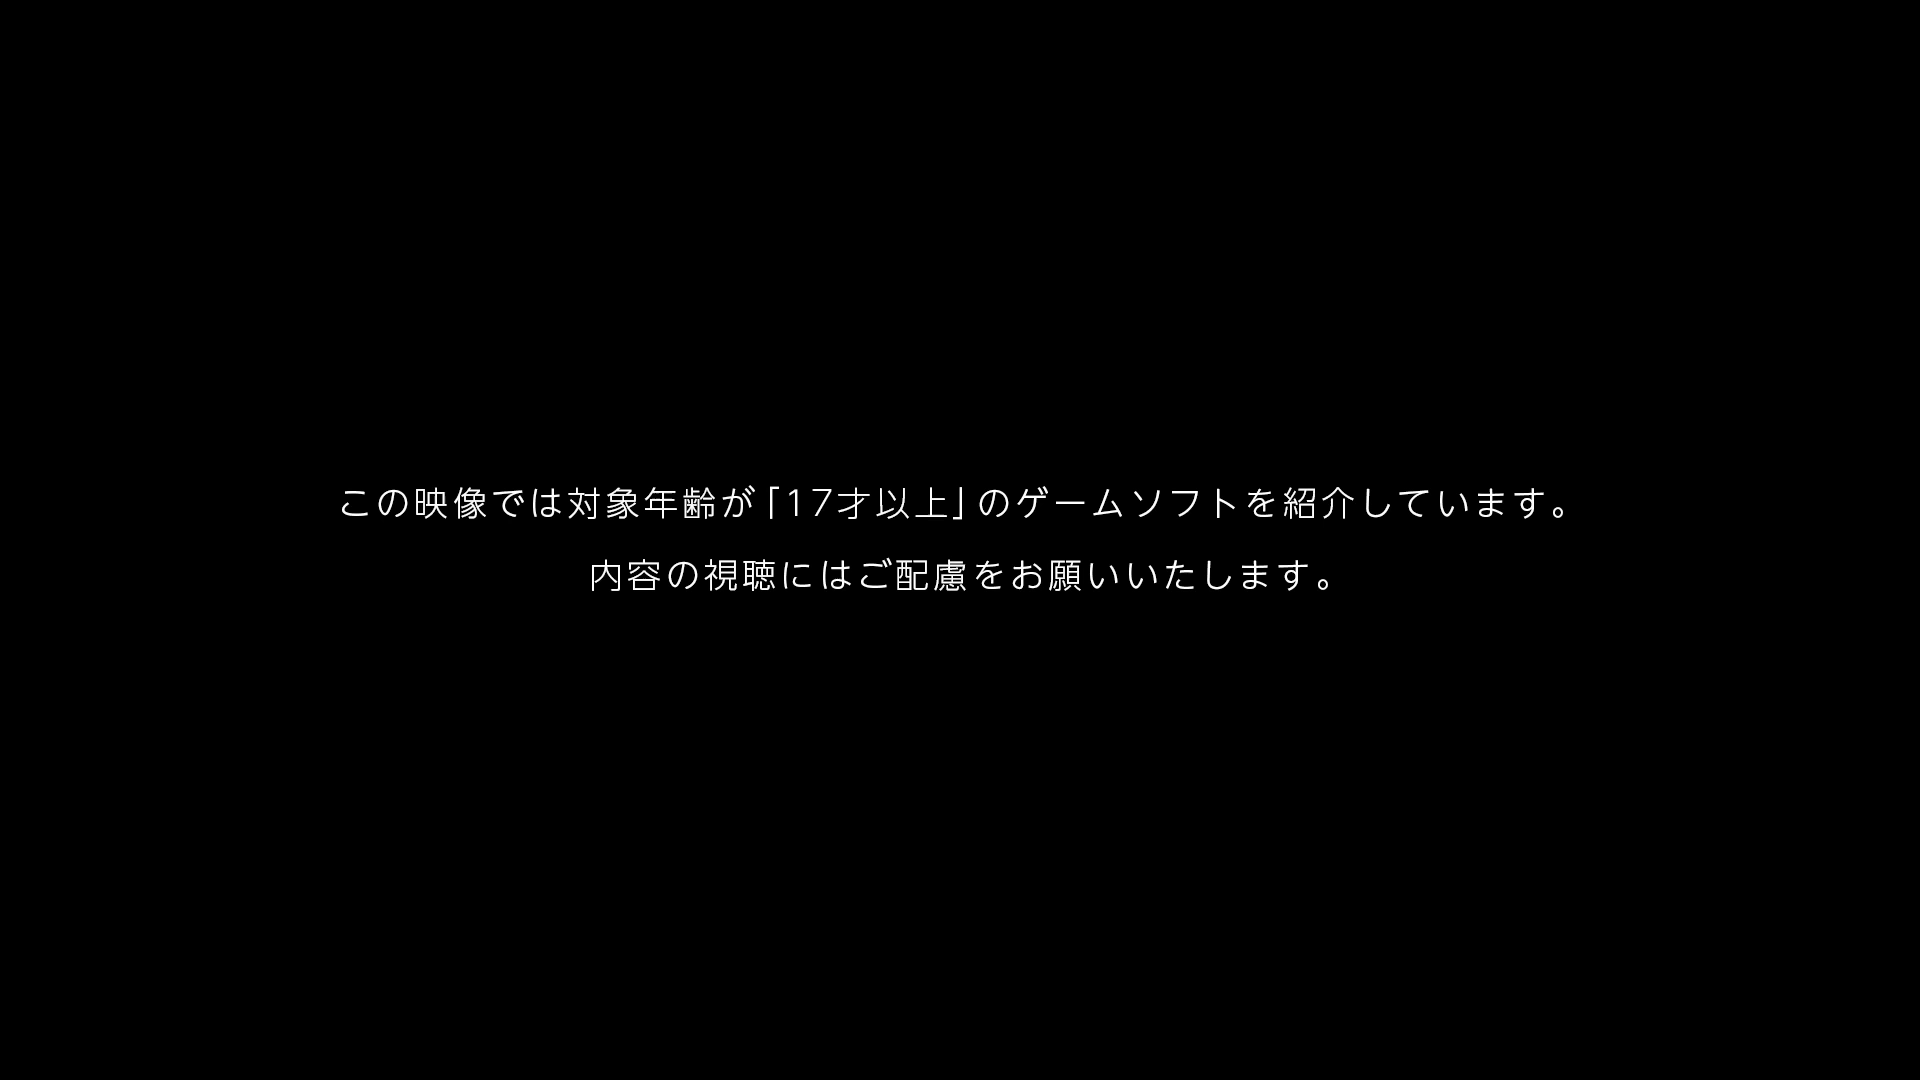 この映像では対象年齢が「17才以上」のゲームソフトを紹介しています。
内容の視聴にはご配慮をお願いいたします。